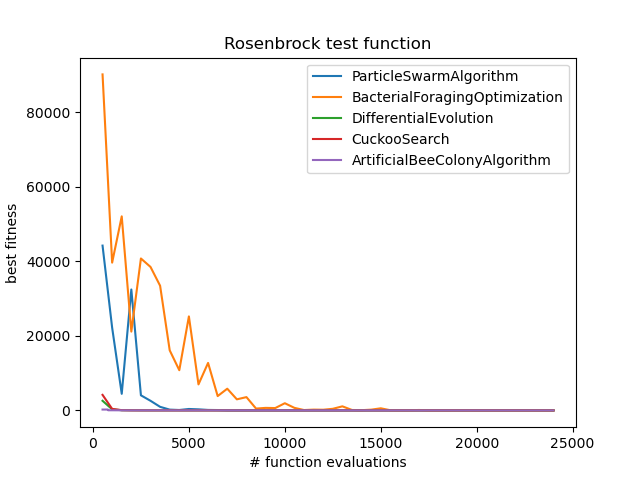 Rosenbrock test function
ParticleSwarmAlgorithm
BacterialForagingOptimization
DifferentialEvolution
CuckooSearch
ArtificialBeeColonyAlgorithm
best fitness
80000
60000
40000
20000
0
0 5000 10000 15000 20000 25000
# function evaluations